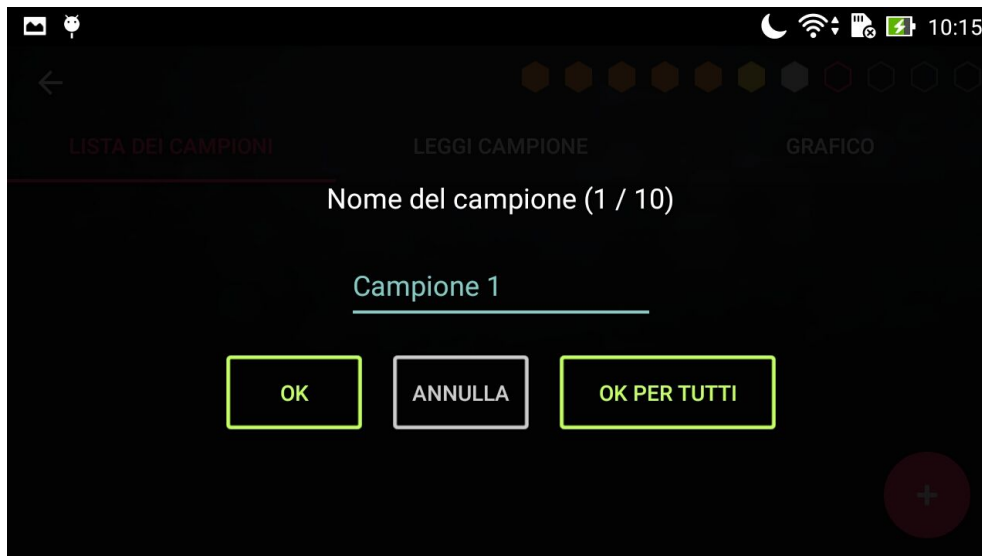 10:15
LISTA DEI CAMPIONI LEGGI CAMPIONE GRAFICO
Nome del campione (1 / 10)
Campione 1
OK ANNULLA OK PER TUTTI
+